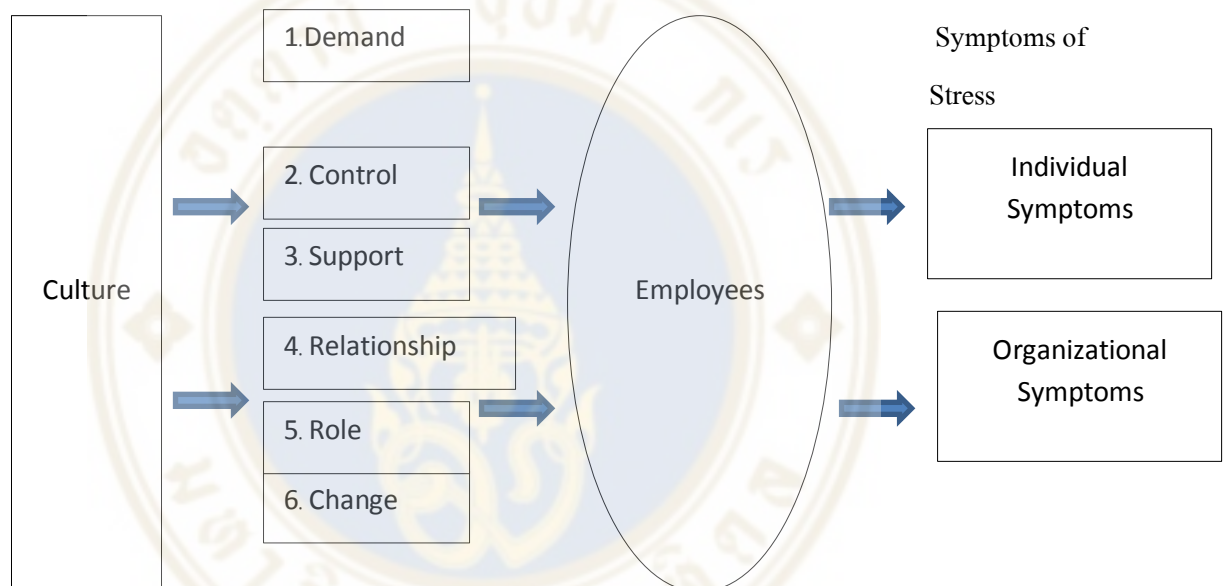 Culture
1.Demand
2. Control
3. Support
4. Relationship
5. Role
6. Change
Employees
Symptoms of
Stress
Individual
Symptoms
Organizational
Symptoms